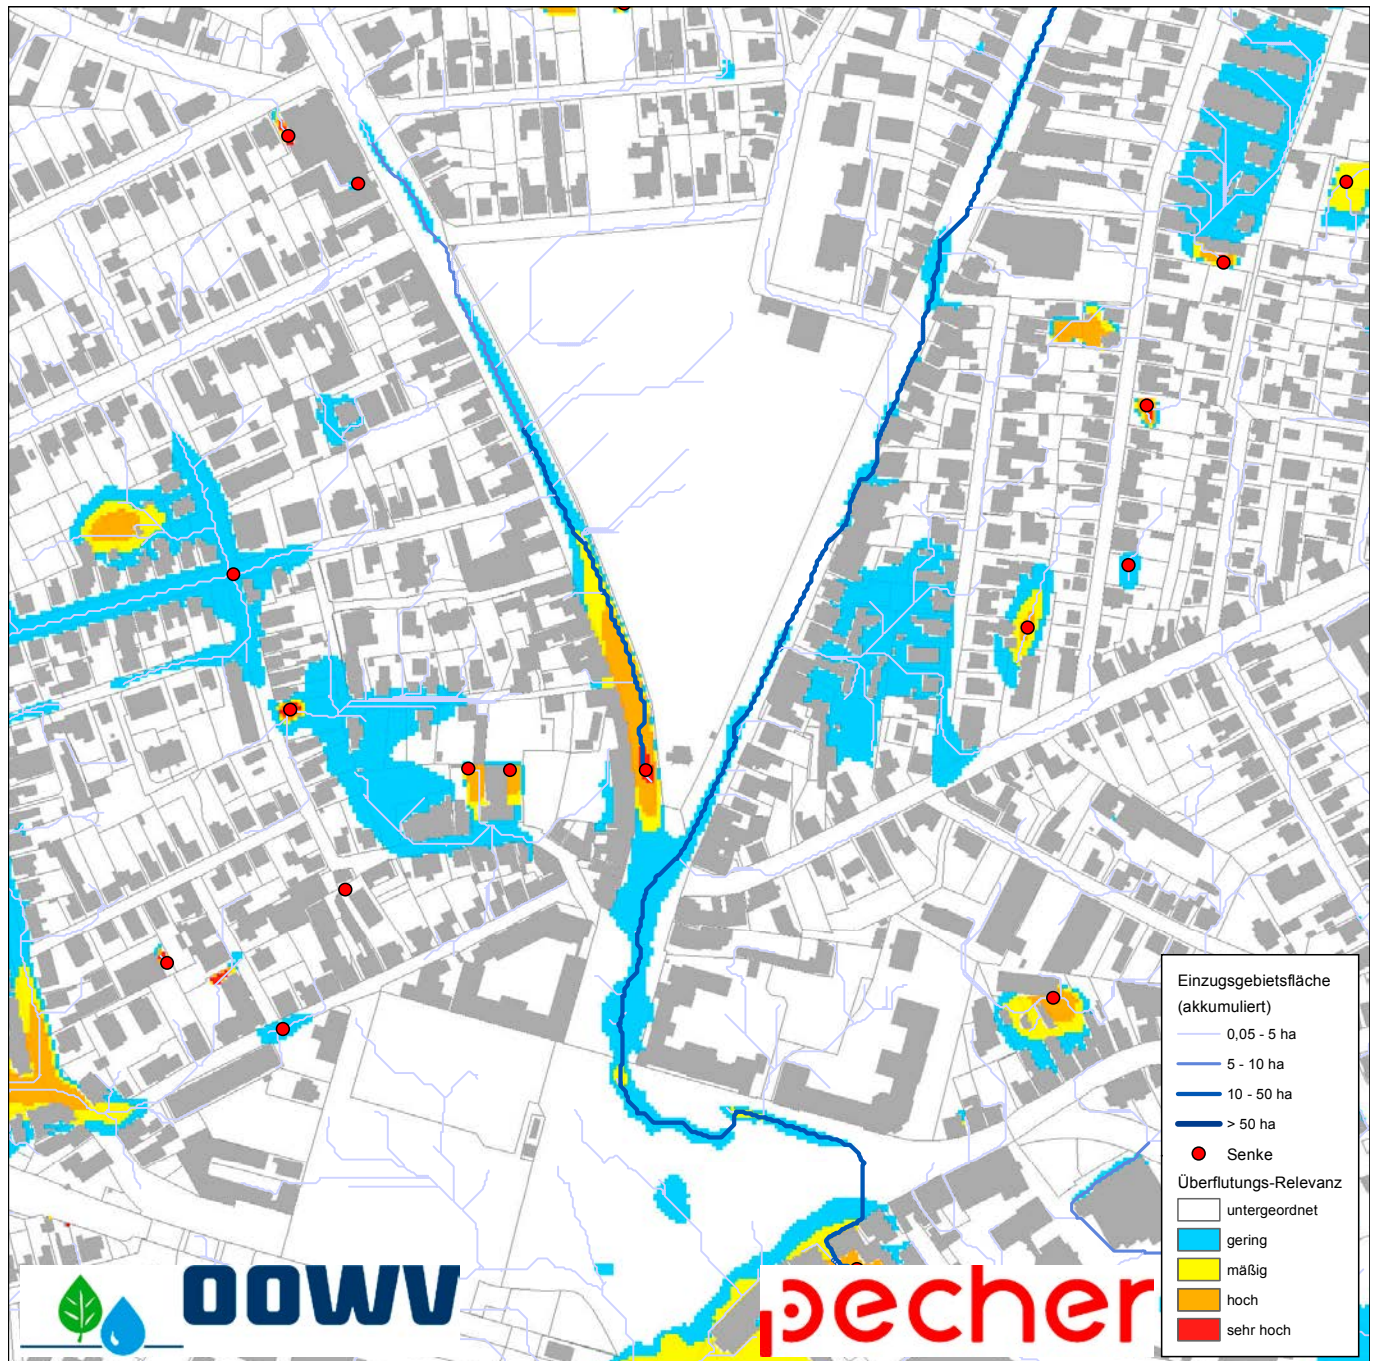 Einzugsgebietsfläche
(akkumuliert)
0,05 - 5 ha
5 - 10 ha
10 - 50 ha
> 50 ha
Senke
Überflutungs-Relevanz
untergeordnet
gering
mäßig
hoch
sehr hoch
OOWV
pecher